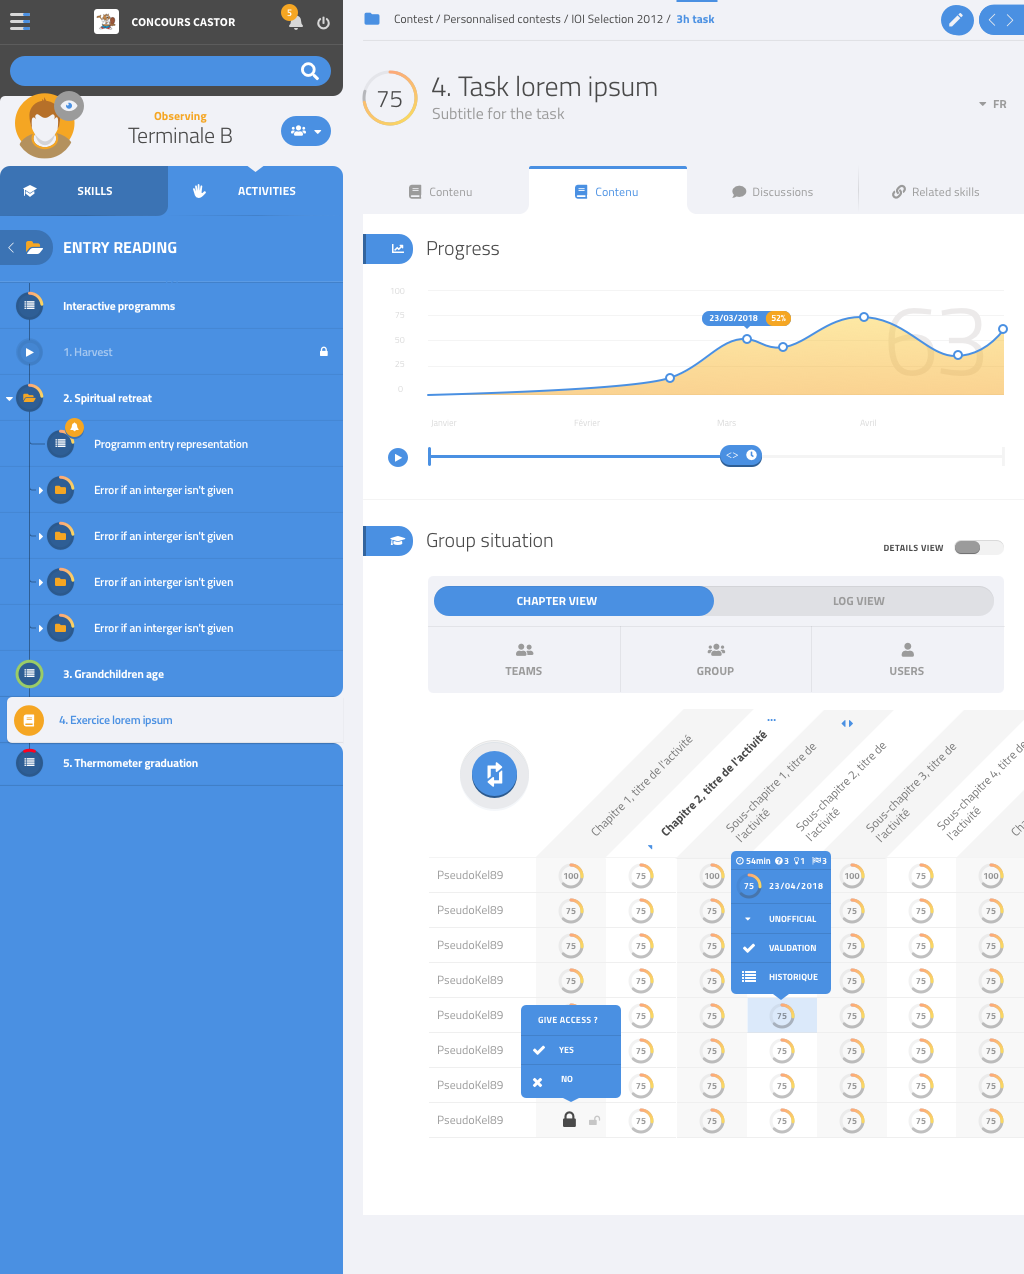 CONCOURS CASTOR
5
Observing
Terminale B
SKILLS
ACTIVITIES
ENTRY READING
Interactive programms
1. Harvest
2. Spiritual retreat
Programm entry representation
Error if an interger isn't given
Error if an interger isn't given
Error if an interger isn't given
Error if an interger isn't given
3. Grandchildren age
4. Exercice lorem ipsum
5. Thermometer graduation
Contest / Personnalised contests / IOI Selection 2012 / 3h task
75
4. Task lorem ipsum
Subtitle for the task
FR
Contenu
Contenu
Discussions
Related skills
Progress
100
75
50
25
0
23/03/2018 52%
63
Janvier
Février
Mars
Avril
<>
Group situation
DETAILS VIEW
CHAPTER VIEW
LOG VIEW
TEAMS
GROUP
USERS
Chapitre 1, titre de l'activité
Chapitre 2, titre de l'activité
Sous-chapitre 1, titre de
l'activité
Sous-chapitre 2, titre de
l'activité
Sous-chapitre 3, titre de
l'activité
Sous-chapitre 4, titre de
l'activité
PseudoKel89 100 75 100 100 75 100
54min 3 1 3
75 23/04/2018
UNOFFICIAL
VALIDATION
HISTORIQUE
PseudoKel89 75 75 75 75 75 75
PseudoKel89 75 75 75 75 75 75
PseudoKel89 75 75 75 75 75 75
PseudoKel89 75 75 75 75 75 75
GIVE ACCESS ?
YES
NO
PseudoKel89 75 75 75 75 75 75
PseudoKel89 75 75 75 75 75 75
PseudoKel89 75 75 75 75 75 75